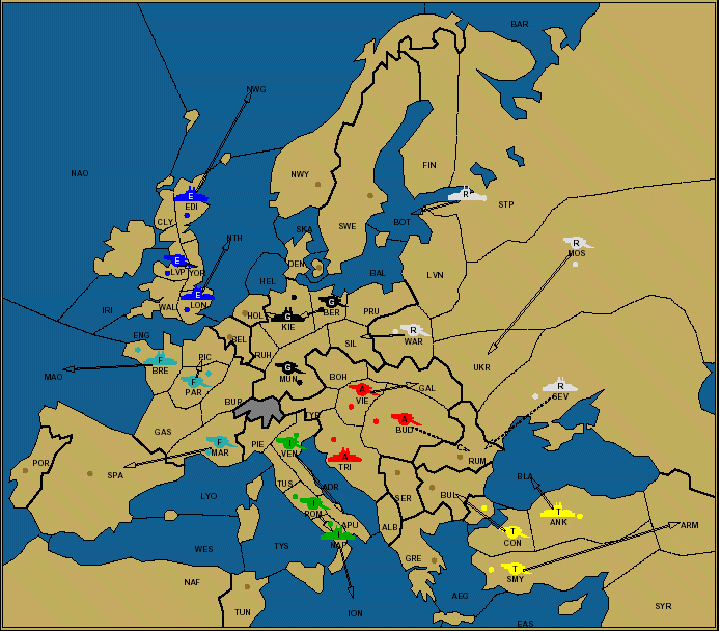 BAR
NWG
NAO
FIN
NWY
R
STP
E
EDI
CLY
SWE
BOT
SKA
NTH
R
MOS
E
LVP YOR
DEN
BAL
LVN
HEL
E
LON
WAL
IRI
HOL
G
KIE
G
BER
PRU
ENG
BEL
SIL
R
WAR
F
BRE
PIC
RUH
MAO
G
MUN
BOH
UKR
F
PAR
A
VIE
GAL
R
SEV
BUR
TYR
A
BUD
GAS
F
MAR
PIE
I
VEN
A
TRI
RUM
POR
SPA
BLA
TUS
ADR
SER
BUL
LYO
I
ROM
APU
ALB
T
ANK
T
CON
ARM
I
NAP
WES
TYS
GRE
T
SMY
NAF
TUN
ION
AEG
EAS
SYR